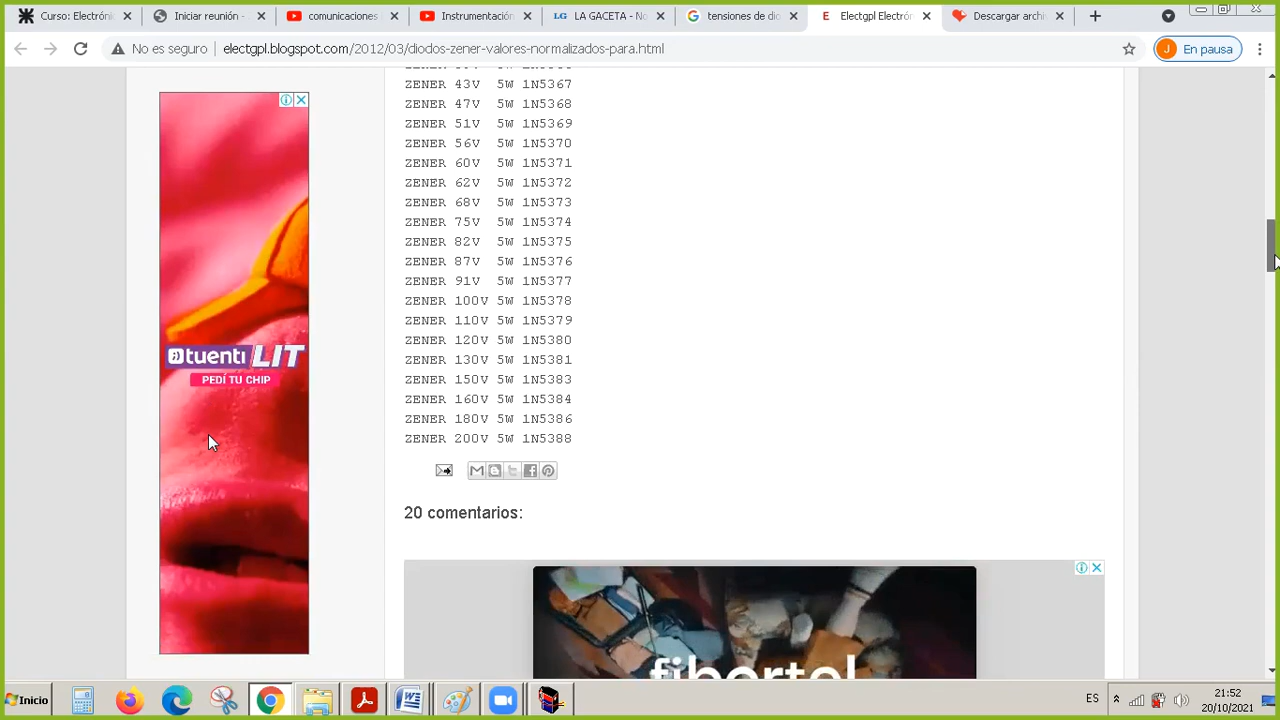 Curso: Electróni
Iniciar reunión -
comunicaciones
Instrumentación
LG LA GACETA - No
tensiones de dio
E Electgpl Electrón
Descargar archi
No es seguro electgpl.blogspot.com/2012/03/diodos-zener-valores-normalizados-para.html
J En pausa
ZENER 43V 5W 1N5367
ZENER 47V 5W 1N5368
ZENER 51V 5W 1N5369
ZENER 56V 5W 1N5370
ZENER 60V 5W 1N5371
ZENER 62V 5W 1N5372
ZENER 68V 5W 1N5373
ZENER 75V 5W 1N5374
ZENER 82V 5W 1N5375
ZENER 87V 5W 1N5376
ZENER 91V 5W 1N5377
ZENER 100V 5W 1N5378
ZENER 110V 5W 1N5379
ZENER 120V 5W 1N5380
ZENER 130V 5W 1N5381
ZENER 150V 5W 1N5383
ZENER 160V 5W 1N5384
ZENER 180V 5W 1N5386
ZENER 200V 5W 1N5388
tuenti LIT
PEDÍ TU CHIP
20 comentarios:
fibertel
Inicio
ES
21:52
20/10/2021